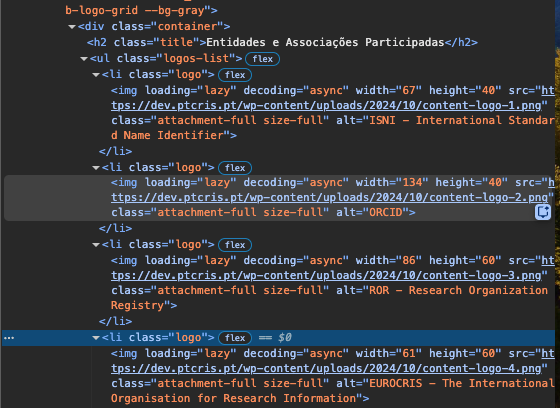 b-logo-grid --bg-gray">
<div class="container">
<h2 class="title">Entidades e Associações Participadas</h2>
<ul class="logos-list"> flex
<li class="logo"> flex
<img loading="lazy" decoding="async" width="67" height="40" src="ht
tps://dev.ptcris.pt/wp-content/uploads/2024/10/content-logo-1.png"
class="attachment-full size-full" alt="ISNI – International Standar
d Name Identifier">
</li>
<li class="logo"> flex
<img loading="lazy" decoding="async" width="134" height="40" src="h
ttps://dev.ptcris.pt/wp-content/uploads/2024/10/content-logo-2.png"
class="attachment-full size-full" alt="ORCID">
</li>
<li class="logo"> flex
<img loading="lazy" decoding="async" width="86" height="60" src="ht
tps://dev.ptcris.pt/wp-content/uploads/2024/10/content-logo-3.png"
class="attachment-full size-full" alt="ROR – Research Organization
Registry">
</li>
… <li class="logo"> flex == $0
<img loading="lazy" decoding="async" width="61" height="60" src="ht
tps://dev.ptcris.pt/wp-content/uploads/2024/10/content-logo-4.png"
class="attachment-full size-full" alt="EUROCRIS – The International
Organisation for Research Information">